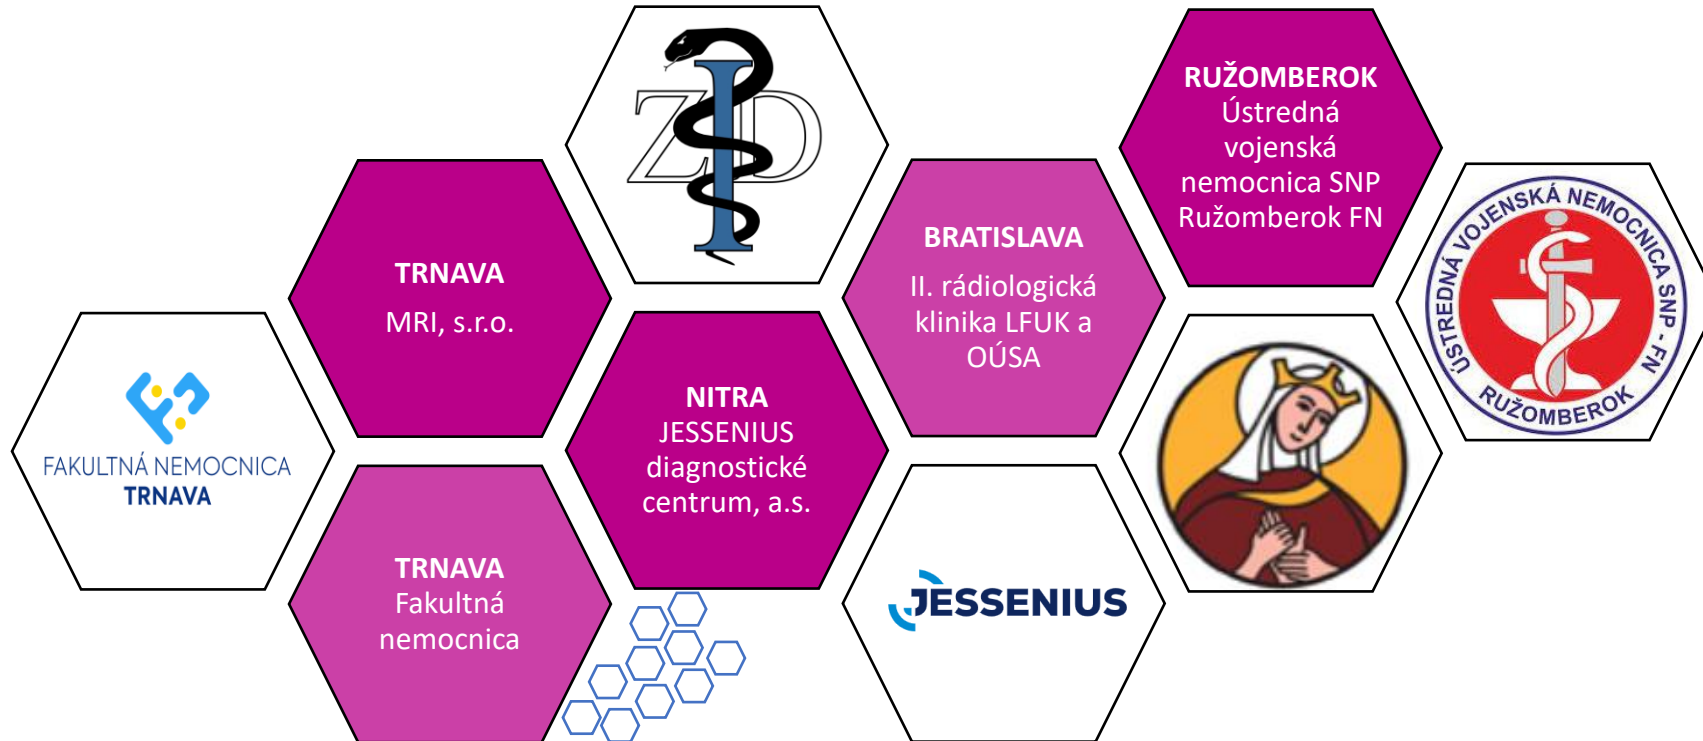 ZID
RUŽOMBEROK
Ústredná
vojenská
nemocnica SNP
Ružomberok FN
TRNAVA
MRI, s.r.o.
BRATISLAVA
II. rádiologická
klinika LFUK a
OÚSA
ÚSTREDNÁ VOJENSKÁ NEMOCNICA SNP - FN
RUŽOMBEROK
FAKULTNÁ NEMOCNICA
TRNAVA
NITRA
JESSENIUS
diagnostické
centrum, a.s.
TRNAVA
Fakultná
nemocnica
JESSENIUS